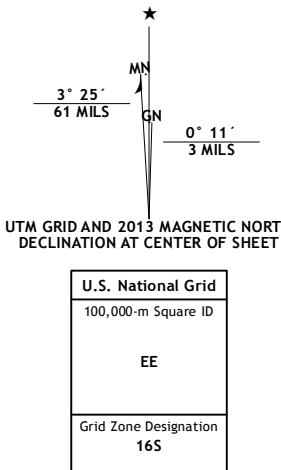 ★
MN
3° 25´
61 MILS
GN
0° 11´
3 MILS
UTM GRID AND 2013 MAGNETIC NORT
DECLINATION AT CENTER OF SHEET
U.S. National Grid
100,000-m Square ID
EE
Grid Zone Designation
16S